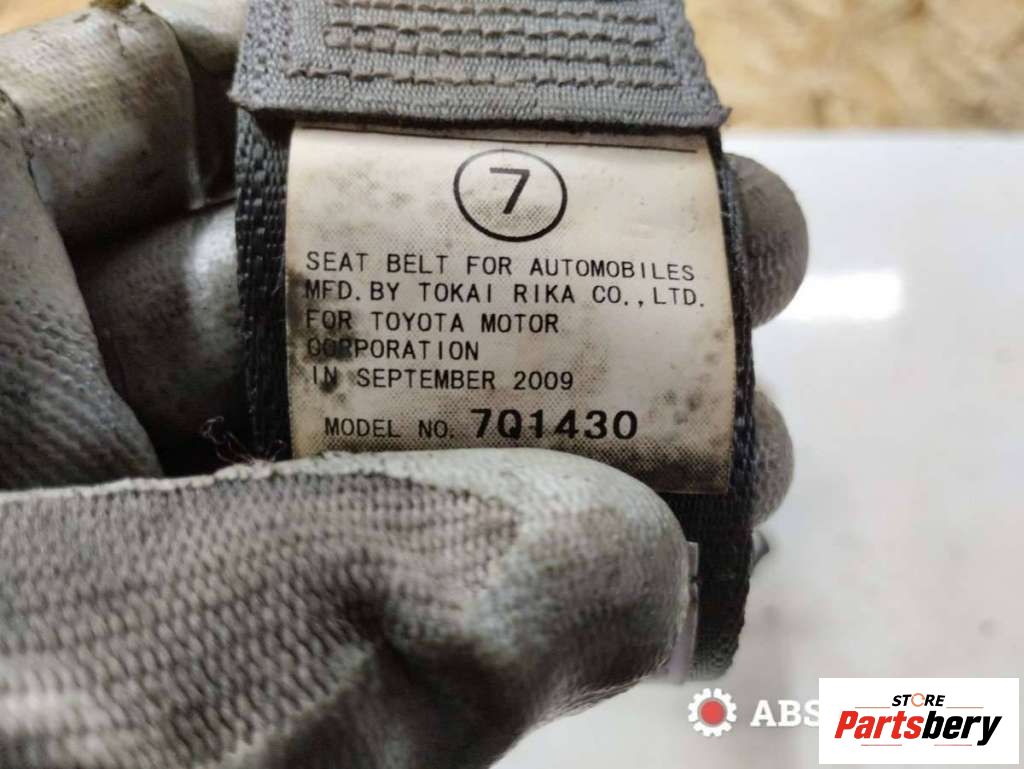 7
SEAT BELT FOR AUTOMOBILES
MFD. BY TOKAI RIKA CO., LTD.
FOR TOYOTA MOTOR
CORPORATION
IN SEPTEMBER 2009
MODEL NO. 7Q1430
ABS
STORE
Partsbery